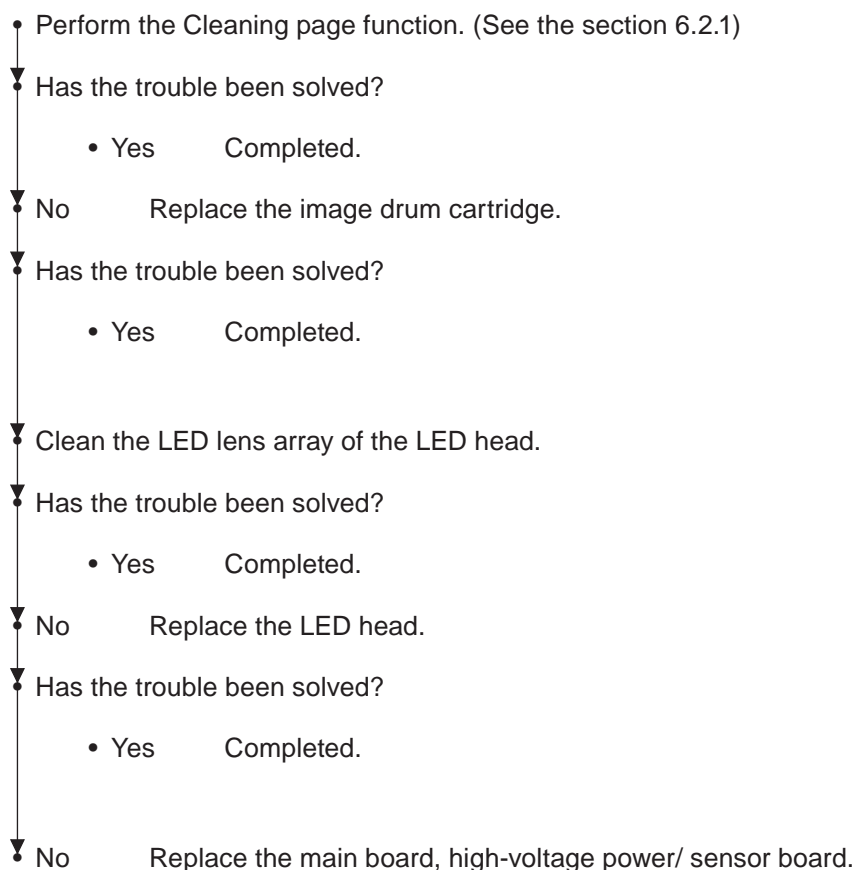 Perform the Cleaning page function. (See the section 6.2.1)
Has the trouble been solved?
• Yes Completed.
No Replace the image drum cartridge.
Has the trouble been solved?
• Yes Completed.
Clean the LED lens array of the LED head.
Has the trouble been solved?
• Yes Completed.
No Replace the LED head.
Has the trouble been solved?
• Yes Completed.
No Replace the main board, high-voltage power/ sensor board.